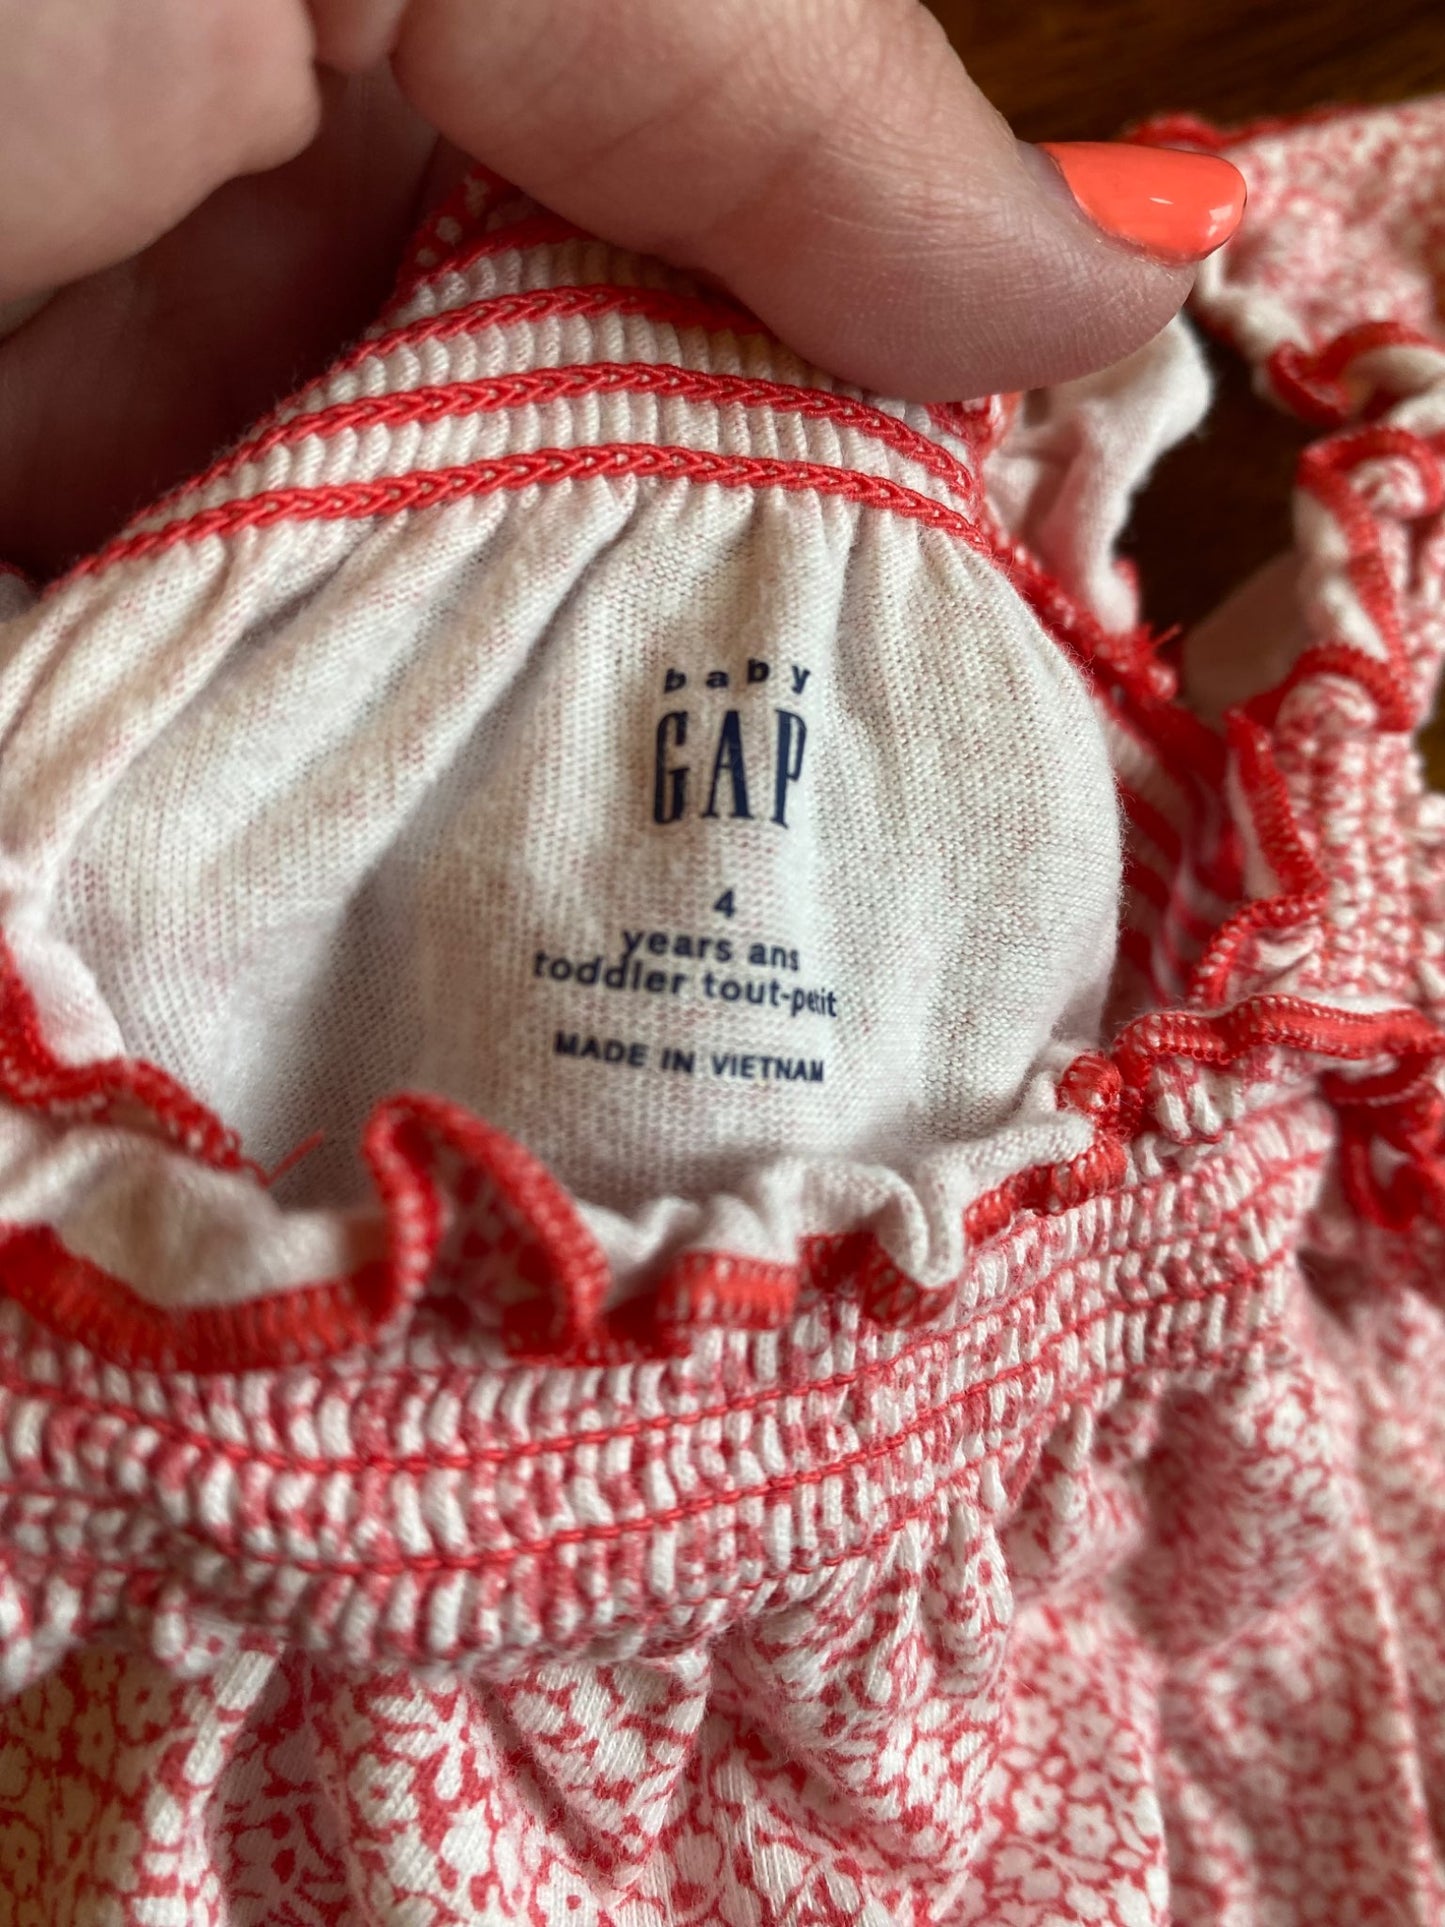 baby
GAP
4
years ans
toddler tout-petit
MADE IN VIETNAM